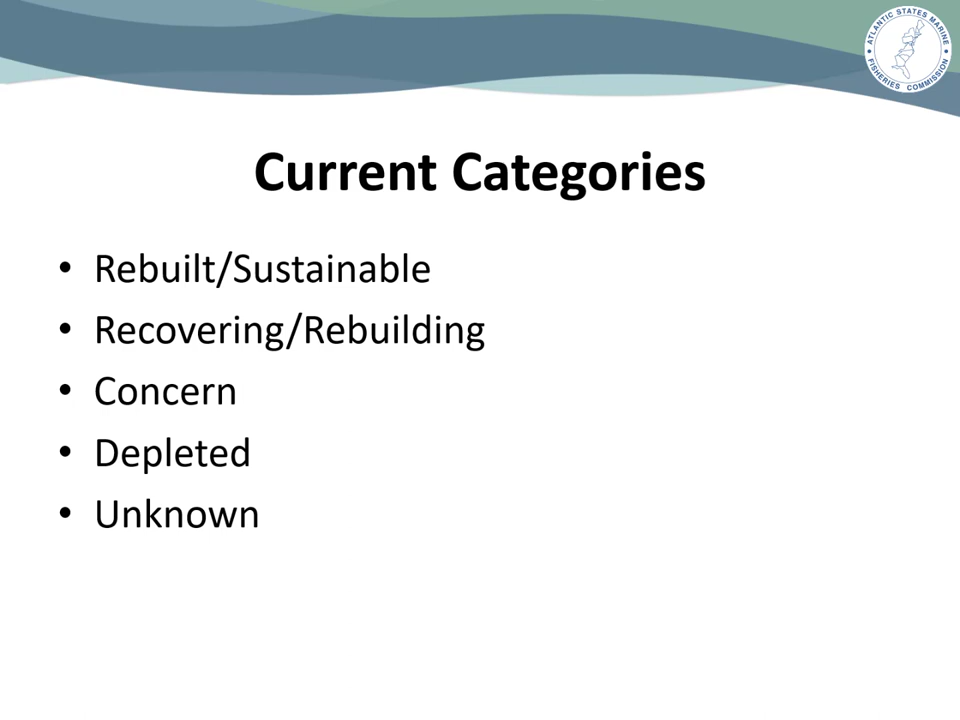 ATLANTIC STATES MARINE
FISHERIES COMMISSION
Current Categories
• Rebuilt/Sustainable
• Recovering/Rebuilding
• Concern
• Depleted
• Unknown